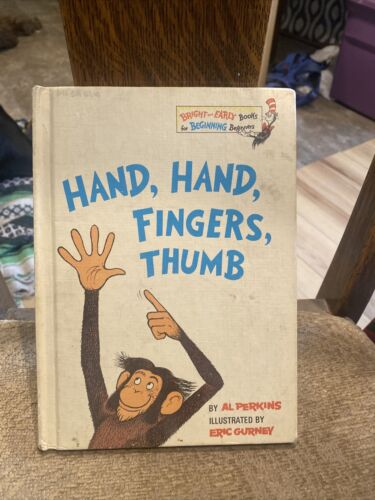 BRIGHT and EARLY Books
for BEGINNING Beginners
HAND, HAND,
FINGERS,
THUMB
BY AL PERKINS
ILLUSTRATED BY
ERIC GURNEY